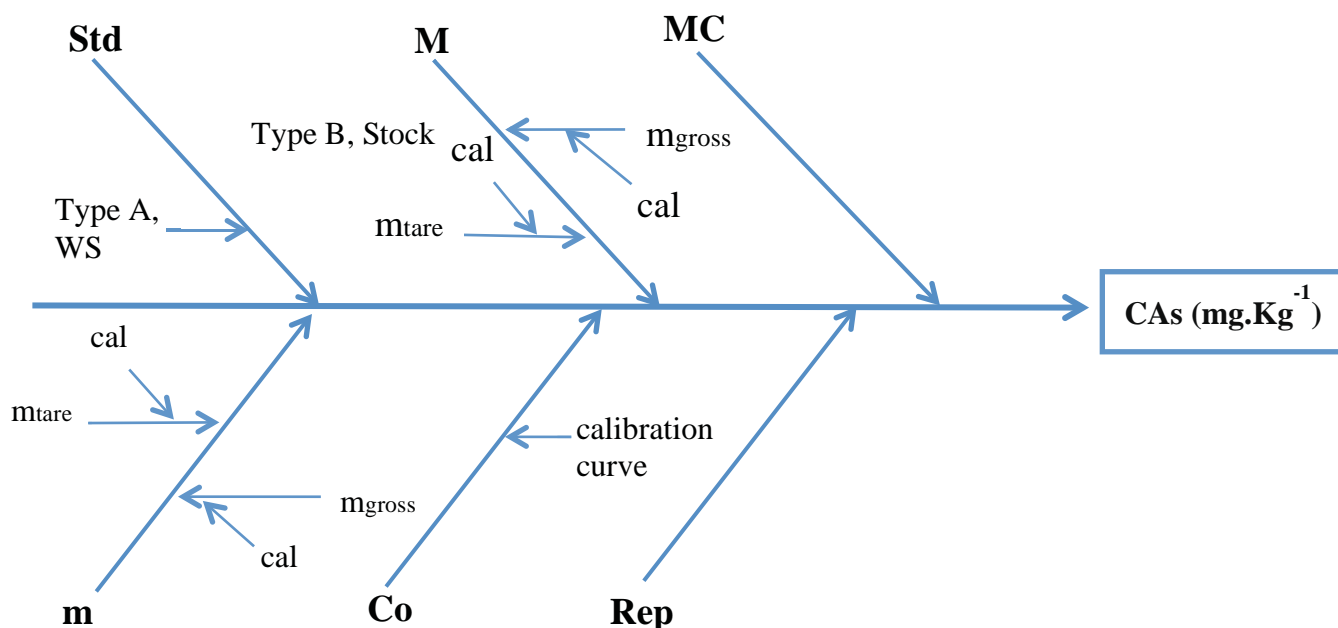 Std
M
MC
Type B, Stock
cal
mgross
cal
Type A,
WS
mtare
CAs (mg.Kg-1)
cal
mtare
calibration
curve
mgross
cal
m
Co
Rep